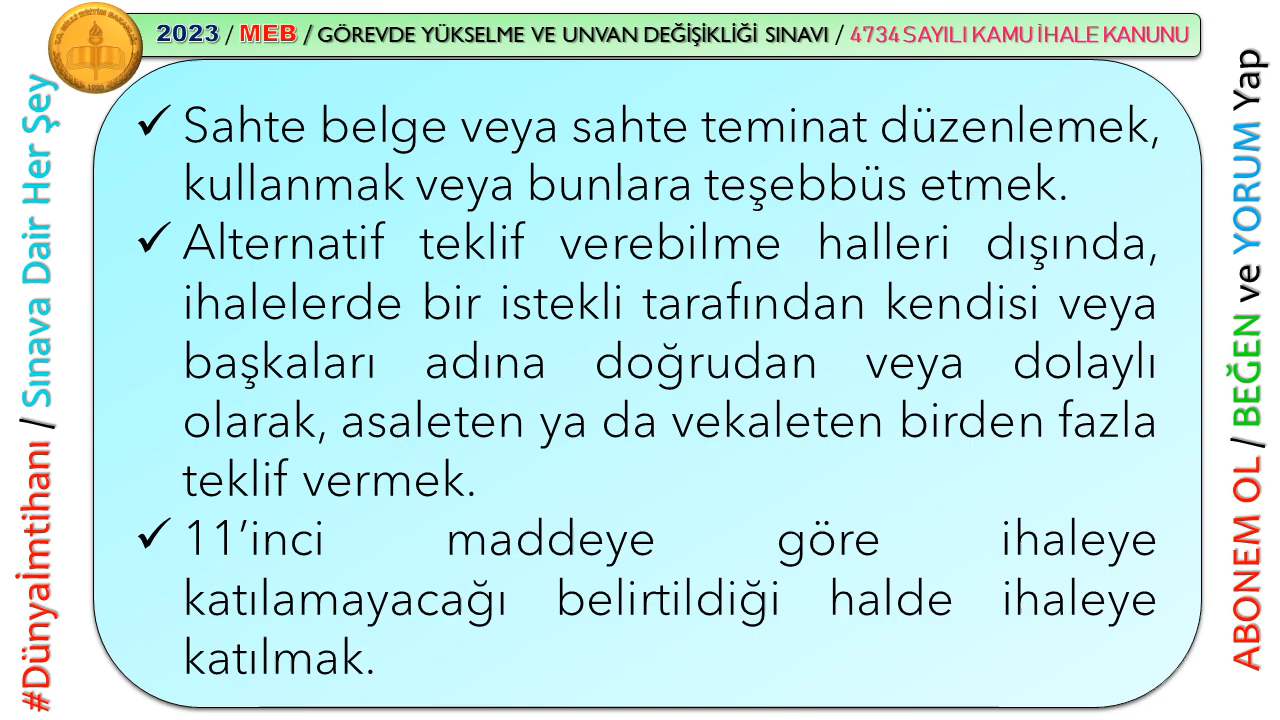 2023 / MEB / GÖREVDE YÜKSELME VE UNVAN DEĞİŞİKLİĞİ SINAVI / 4734 SAYILI KAMU İHALE KANUNU
#Dünyaİmtihanı / Sınava Dair Her Şey
✓ Sahte belge veya sahte teminat düzenlemek,
kullanmak veya bunlara teşebbüs etmek.
✓ Alternatif teklif verebilme halleri dışında,
ihalelerde bir istekli tarafından kendisi veya
başkaları adına doğrudan veya dolaylı
olarak, asaleten ya da vekaleten birden fazla
teklif vermek.
✓ 11’inci maddeye göre ihaleye
katılamayacağı belirtildiği halde ihaleye
katılmak.
ABONEM OL / BEĞEN ve YORUM Yap